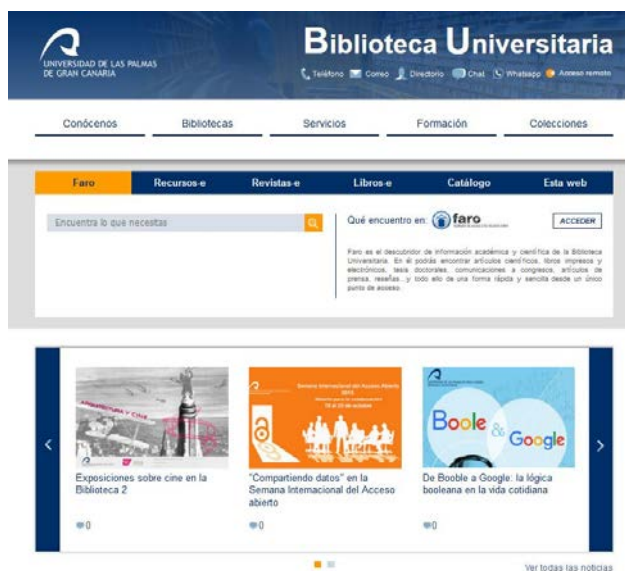 UNIVERSIDAD DE LAS PALMAS
DE GRAN CANARIA
Biblioteca Universitaria
Teléfono Correo Directorio Chat Whatsapp Acceso remoto
Conócenos Bibliotecas Servicios Formación Colecciones
Faro Recursos-e Revistas-e Libros-e Catálogo Esta web
Encuentra lo que necesitas
Qué encuentro en: faro ACCEDER
Faro es el descubridor de información académica y científica de la Biblioteca
Universitaria. En él podrás encontrar artículos científicos, libros impresos y
electrónicos, tesis doctorales, comunicaciones a congresos, artículos de
prensa, reseñas...y todo ello de una forma rápida y sencilla desde un único
punto de acceso.
ARQUITECTURA Y CINE
Semana Internacional del Acceso Abierto
Boole & Google
Exposiciones sobre cine en la
Biblioteca 2
0
"Compartiendo datos" en la
Semana Internacional del Acceso
abierto
0
De Booble a Google: la lógica
booleana en la vida cotidiana
0
Ver todas las noticias